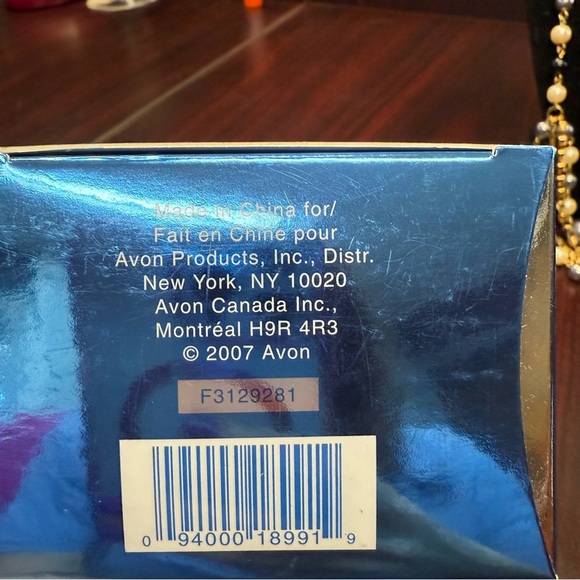 Made in China for/
Fait en Chine pour
Avon Products, Inc., Distr.
New York, NY 10020
Avon Canada Inc.,
Montréal H9R 4R3
© 2007 Avon
F3129281
0 94000 18991 9